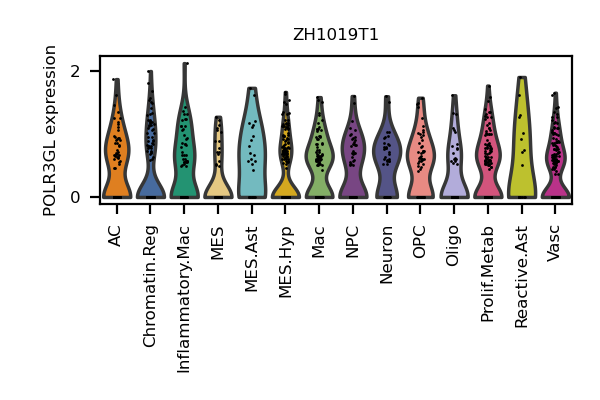 ZH1019T1
POLR3GL expression
2
0
AC
Chromatin.Reg
Inflammatory.Mac
MES
MES.Ast
MES.Hyp
Mac
NPC
Neuron
OPC
Oligo
Prolif.Metab
Reactive.Ast
Vasc